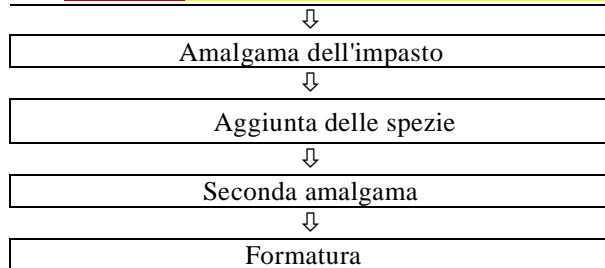 Amalgama dell'impasto
Aggiunta delle spezie
Seconda amalgama
Formatura